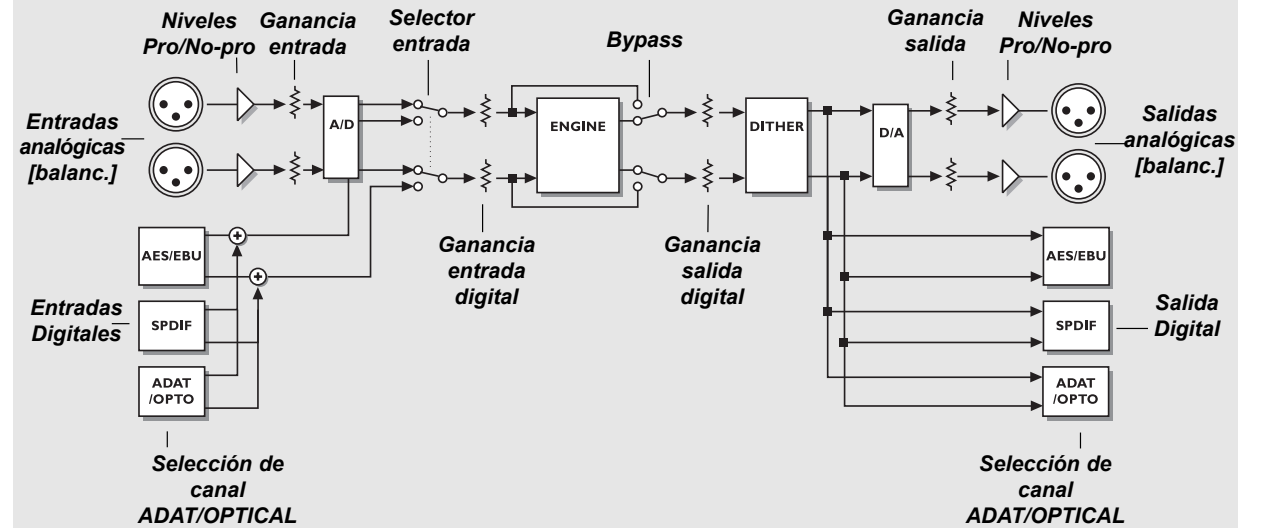 Niveles
Pro/No-pro
Ganancia
entrada
Selector
entrada
Bypass
Ganancia
salida
Niveles
Pro/No-pro
Entradas
analógicas
[balanc.]
A/D
ENGINE
DITHER
D/A
Salidas
analógicas
[balanc.]
Ganancia
entrada
digital
Ganancia
salida
digital
AES/EBU
AES/EBU
Entradas
Digitales
SPDIF
SPDIF
Salida
Digital
ADAT
/OPTO
ADAT
/OPTO
Selección de
canal
ADAT/OPTICAL
Selección de
canal
ADAT/OPTICAL